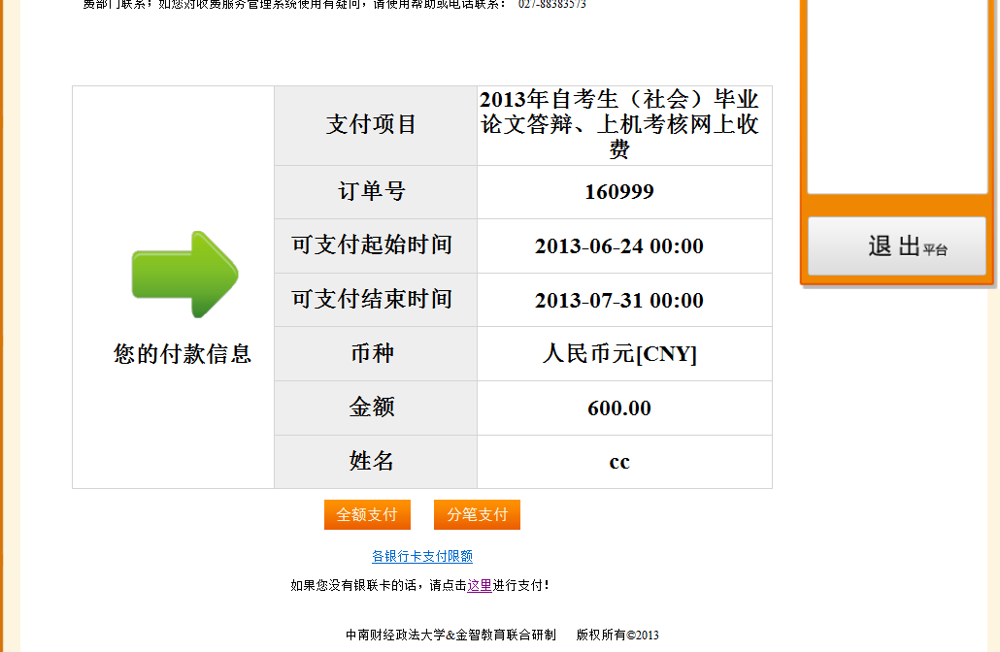 费部门联系；如您对收费服务管理系统使用有疑问，请使用帮助或电话联系： 027-88383573
支付项目
2013年自考生（社会）毕业
论文答辩、上机考核网上收
费
订单号
160999
可支付起始时间
2013-06-24 00:00
可支付结束时间
2013-07-31 00:00
您的付款信息
币种
人民币元[CNY]
金额
600.00
姓名
cc
退出平台
全额支付
分笔支付
各银行卡支付限额
如果您没有银联卡的话，请点击这里进行支付！
中南财经政法大学&金智教育联合研制 版权所有©2013